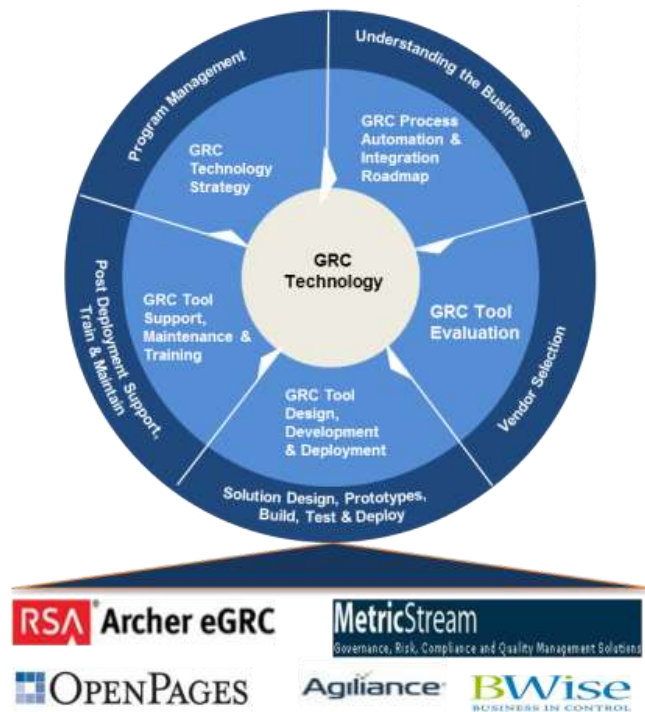 Program Management
Understanding the Business
GRC
Technology
Strategy
GRC Process
Automation &
Integration
Roadmap
GRC
Technology
GRC Tool
Support,
Maintenance &
Training
GRC Tool
Evaluation
GRC Tool
Design,
Development
& Deployment
Post Deployment Support,
Train & Maintain
Vendor Selection
Solution Design, Prototypes,
Build, Test & Deploy
RSA Archer eGRC
MetricStream
Governance, Risk, Compliance and Quality Management Solutions
OPENPAGES
Agiliance
BWise
BUSINESS IN CONTROL